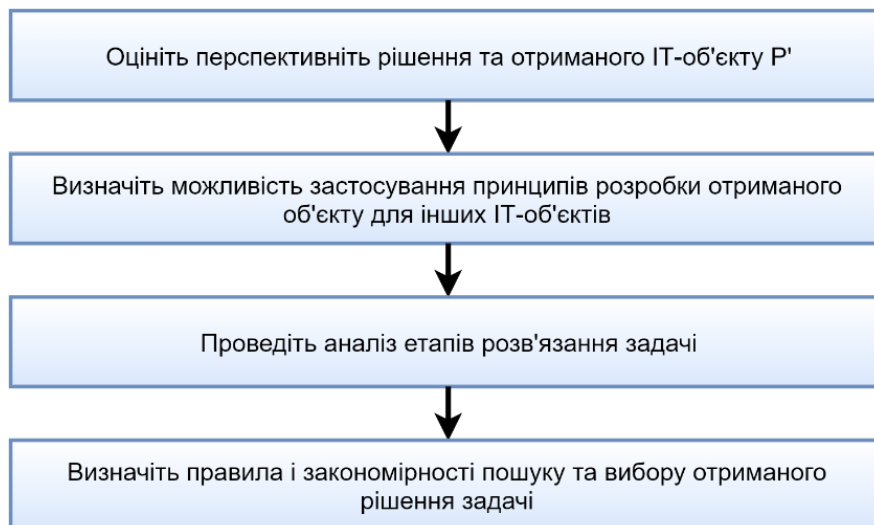 Оцініть перспективніть рішення та отриманого ІТ-об'єкту P'
Визначіть можливість застосування принципів розробки отриманого
об'єкту для інших ІТ-об'єктів
Проведіть аналіз етапів розв'язання задачі
Визначіть правила і закономірності пошуку та вибору отриманого
рішення задачі